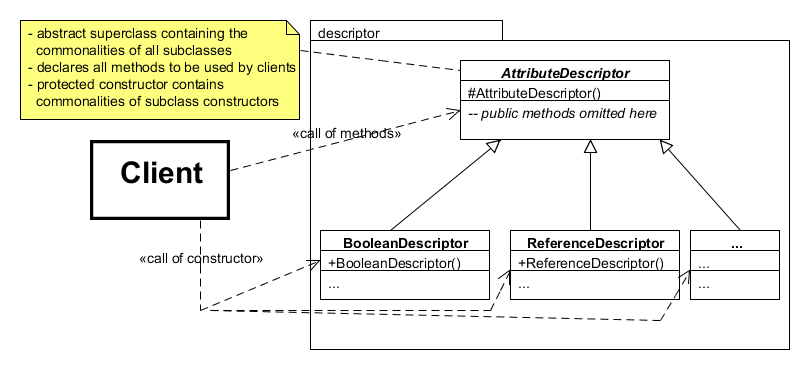 - abstract superclass containing the
commonalities of all subclasses
- declares all methods to be used by clients
- protected constructor contains
commonalities of subclass constructors
descriptor
AttributeDescriptor
#AttributeDescriptor()
-- public methods omitted here
«call of methods»
Client
«call of constructor»
BooleanDescriptor
+BooleanDescriptor()
...
ReferenceDescriptor
+ReferenceDescriptor()
...
...
...
...